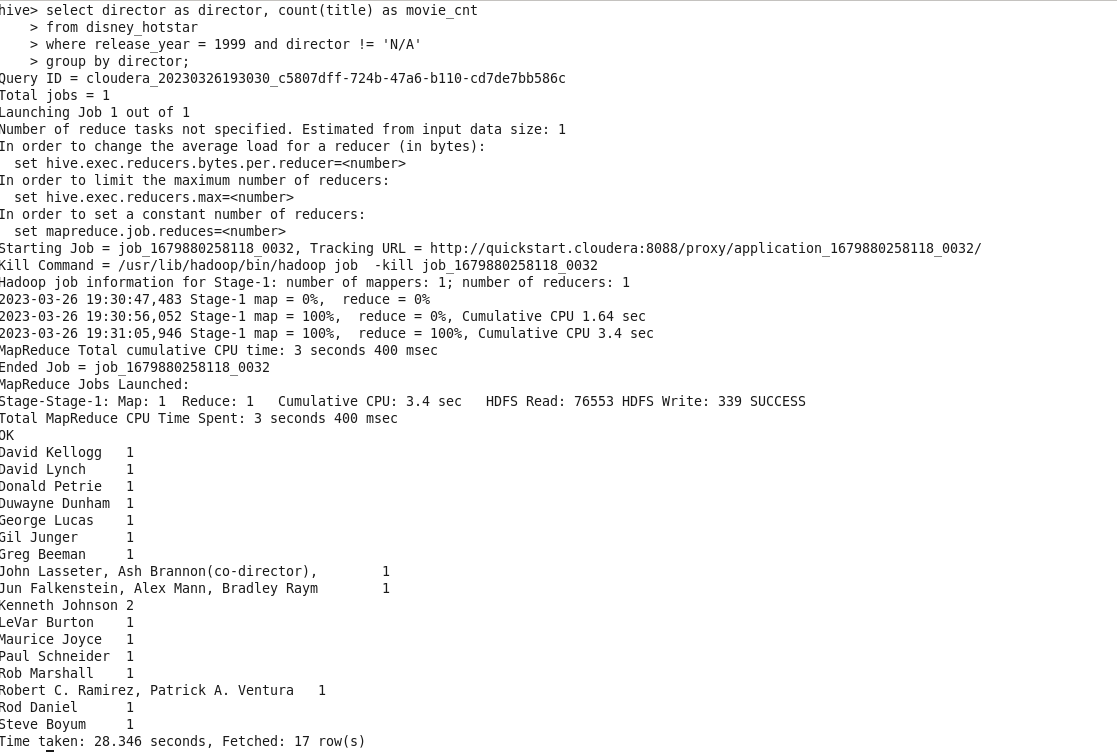 hive> select director as director, count(title) as movie_cnt
    > from disney_hotstar
    > where release_year = 1999 and director != 'N/A'
    > group by director;
Query ID = cloudera_20230326193030_c5807dff-724b-47a6-b110-cd7de7bb586c
Total jobs = 1
Launching Job 1 out of 1
Number of reduce tasks not specified. Estimated from input data size: 1
In order to change the average load for a reducer (in bytes):
  set hive.exec.reducers.bytes.per.reducer=<number>
In order to limit the maximum number of reducers:
  set hive.exec.reducers.max=<number>
In order to set a constant number of reducers:
  set mapreduce.job.reduces=<number>
Starting Job = job_1679880258118_0032, Tracking URL = http://quickstart.cloudera:8088/proxy/application_1679880258118_0032/
Kill Command = /usr/lib/hadoop/bin/hadoop job  -kill job_1679880258118_0032
Hadoop job information for Stage-1: number of mappers: 1; number of reducers: 1
2023-03-26 19:30:47,483 Stage-1 map = 0%,  reduce = 0%
2023-03-26 19:30:56,052 Stage-1 map = 100%,  reduce = 0%, Cumulative CPU 1.64 sec
2023-03-26 19:31:05,946 Stage-1 map = 100%,  reduce = 100%, Cumulative CPU 3.4 sec
MapReduce Total cumulative CPU time: 3 seconds 400 msec
Ended Job = job_1679880258118_0032
MapReduce Jobs Launched:
Stage-Stage-1: Map: 1  Reduce: 1   Cumulative CPU: 3.4 sec   HDFS Read: 76553 HDFS Write: 339 SUCCESS
Total MapReduce CPU Time Spent: 3 seconds 400 msec
OK
David Kellogg   1
David Lynch     1
Donald Petrie   1
Duwayne Dunham  1
George Lucas    1
Gil Junger      1
Greg Beeman     1
John Lasseter, Ash Brannon(co-director),        1
Jun Falkenstein, Alex Mann, Bradley Raym        1
Kenneth Johnson 2
LeVar Burton    1
Maurice Joyce   1
Paul Schneider  1
Rob Marshall    1
Robert C. Ramirez, Patrick A. Ventura   1
Rod Daniel      1
Steve Boyum     1
Time taken: 28.346 seconds, Fetched: 17 row(s)